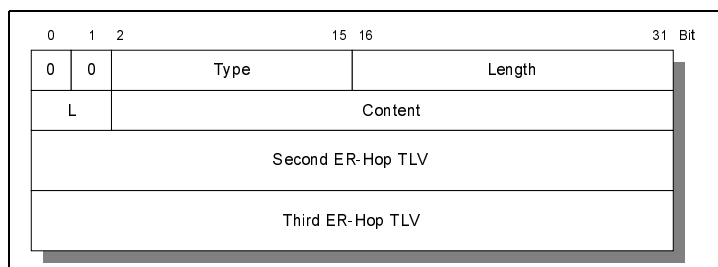 0 1 2 15 16 31 Bit
0 0 Type Length
L Content
Second ER-Hop TLV
Third ER-Hop TLV